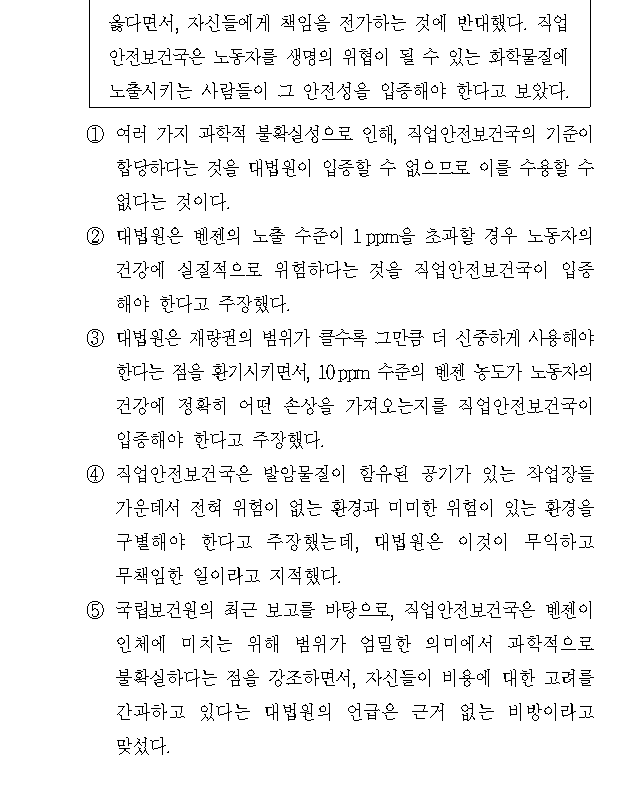 옳다면서, 자신들에게 책임을 전가하는 것에 반대했다. 직업
안전보건국은 노동자를 생명의 위협이 될 수 있는 화학물질에
노출시키는 사람들이 그 안전성을 입증해야 한다고 보았다.
① 여러 가지 과학적 불확실성으로 인해, 직업안전보건국의 기준이
합당하다는 것을 대법원이 입증할 수 없으므로 이를 수용할 수
없다는 것이다.
② 대법원은 벤젠의 노출 수준이 1ppm을 초과할 경우 노동자의
건강에 실질적으로 위험하다는 것을 직업안전보건국이 입증
해야 한다고 주장했다.
③ 대법원은 재량권의 범위가 클수록 그만큼 더 신중하게 사용해야
한다는 점을 환기시키면서, 10ppm 수준의 벤젠 농도가 노동자의
건강에 정확히 어떤 손상을 가져오는지를 직업안전보건국이
입증해야 한다고 주장했다.
④ 직업안전보건국은 발암물질이 함유된 공기가 있는 작업장들
가운데서 전혀 위험이 없는 환경과 미미한 위험이 있는 환경을
구별해야 한다고 주장했는데, 대법원은 이것이 무익하고
무책임한 일이라고 지적했다.
⑤ 국립보건원의 최근 보고를 바탕으로, 직업안전보건국은 벤젠이
인체에 미치는 위해 범위가 엄밀한 의미에서 과학적으로
불확실하다는 점을 강조하면서, 자신들이 비용에 대한 고려를
간과하고 있다는 대법원의 언급은 근거 없는 비방이라고
맞섰다.